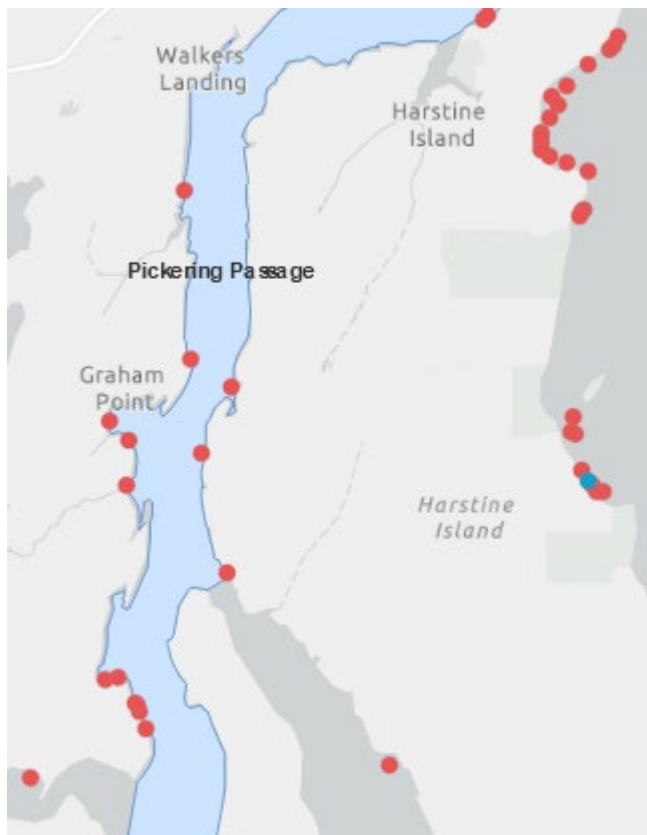 Walkers
Landing
Harstine
Island
Pickering Passage
Graham
Point
Harstine
Island